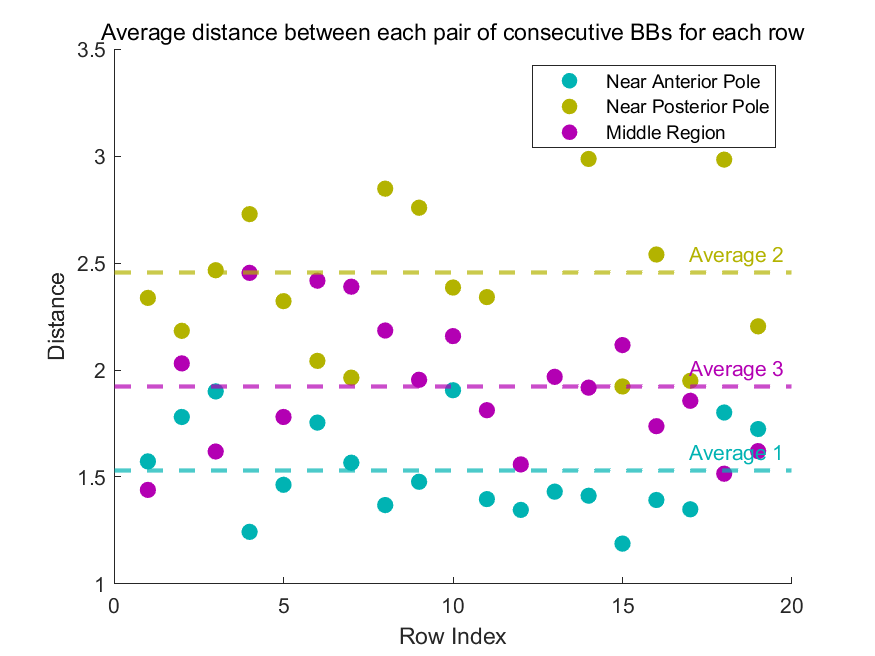 Average distance between each pair of consecutive BBs for each row
3.5
3
2.5
2
1.5
1
Distance
Near Anterior Pole
Near Posterior Pole
Middle Region
Average 2
Average 3
Average 1
0
5
10
15
20
Row Index